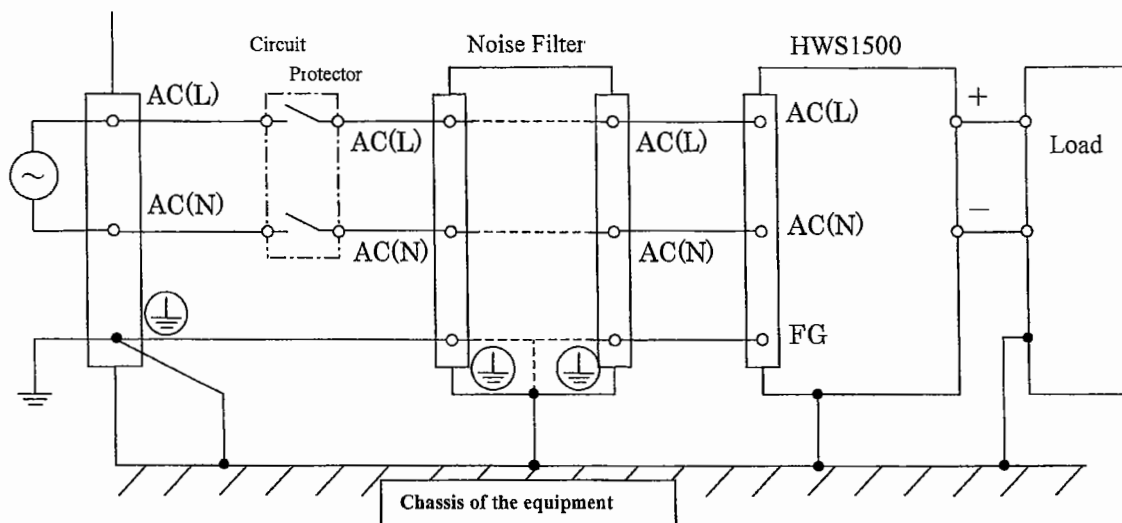 Circuit
Protector
Noise Filter
HWS1500
AC(L)
AC(L)
AC(L)
AC(L)
+
Load
AC(N)
AC(N)
AC(N)
AC(N)
−
~
FG
Chassis of the equipment